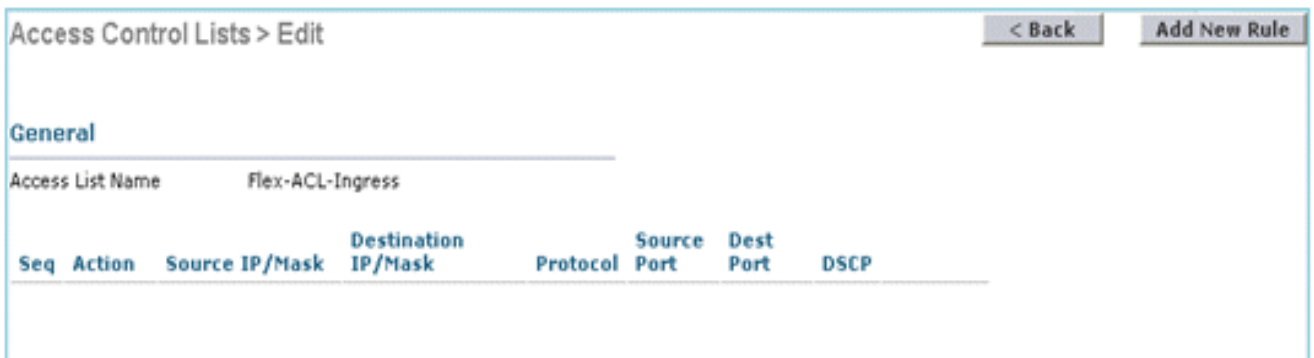 Access Control Lists > Edit
< Back
Add New Rule
General
Access List Name Flex-ACL-Ingress
Seq Action Source IP/Mask Destination IP/Mask Protocol Source Port Dest Port DSCP